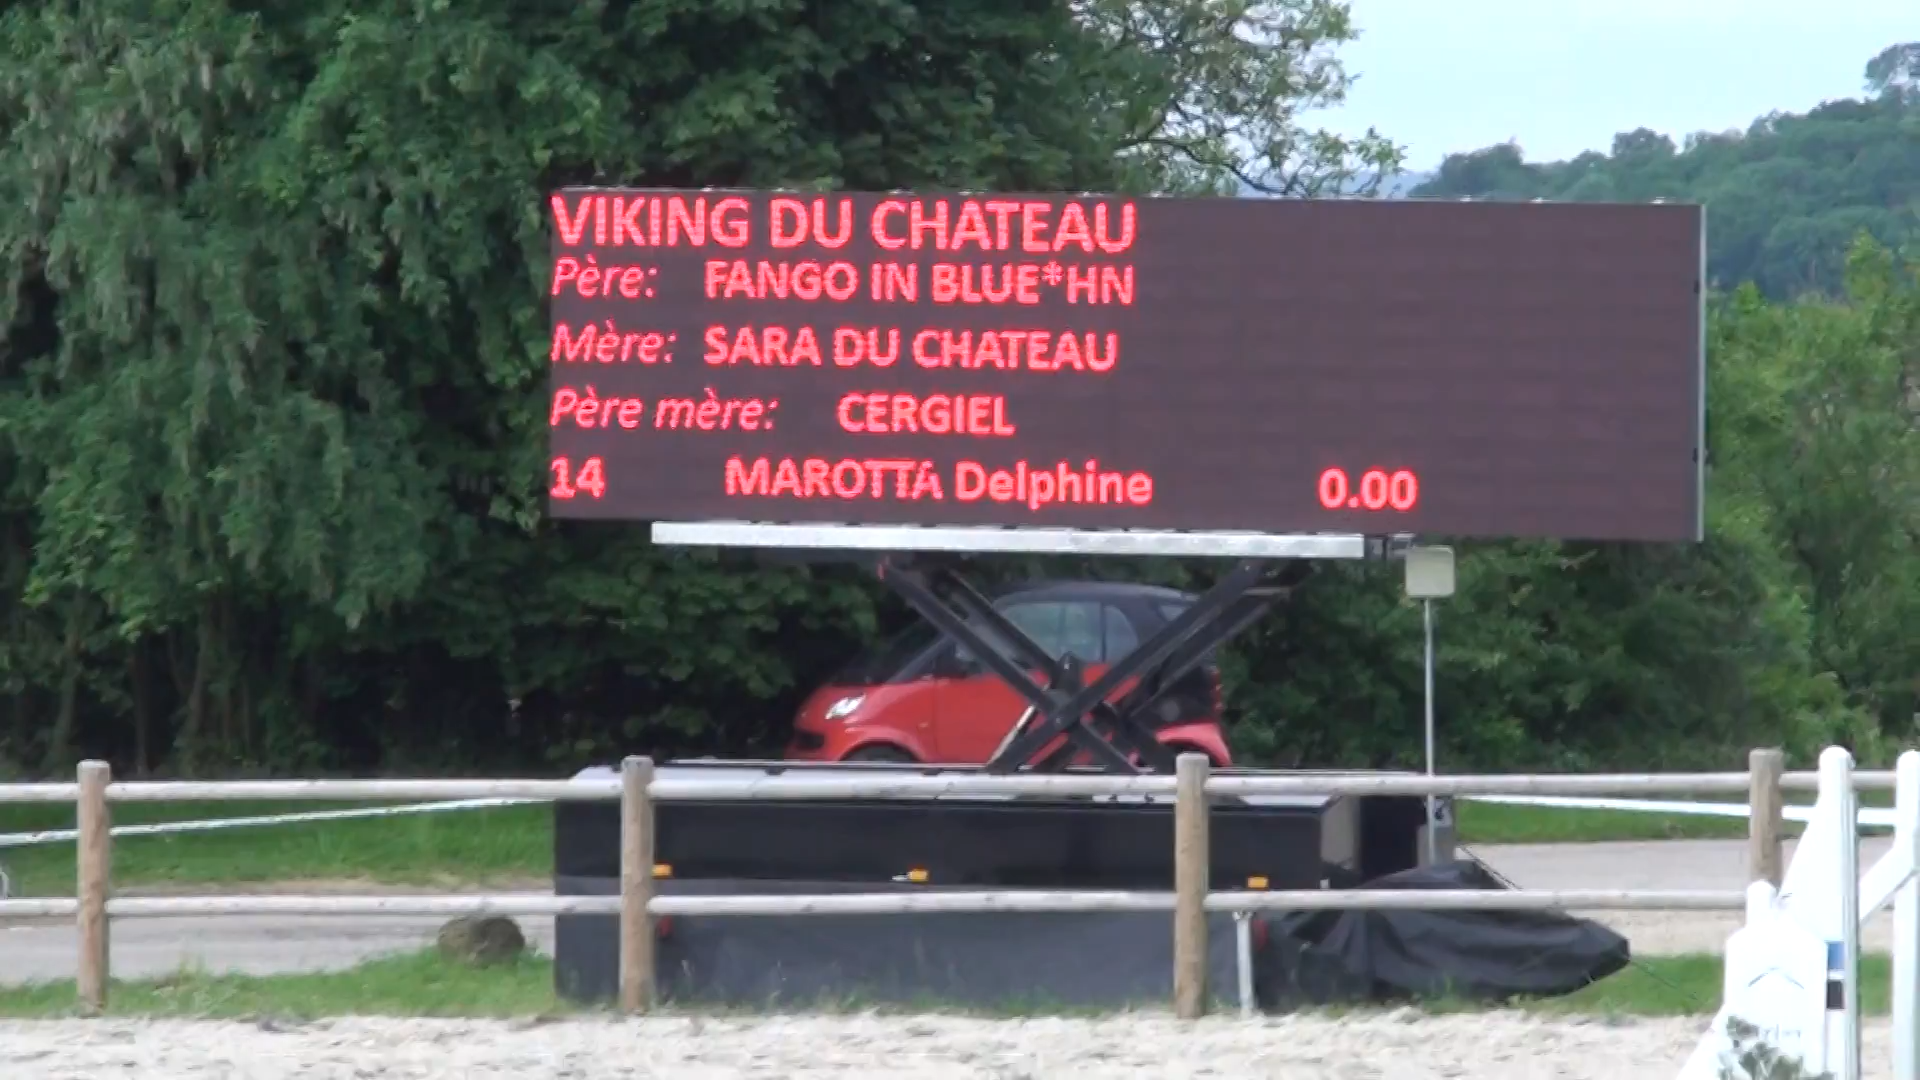 VIKING DU CHATEAU
Père: FANGO IN BLUE*HN
Mère: SARA DU CHATEAU
Père mère: CERGIEL
14 MAROTTA Delphine 0.00